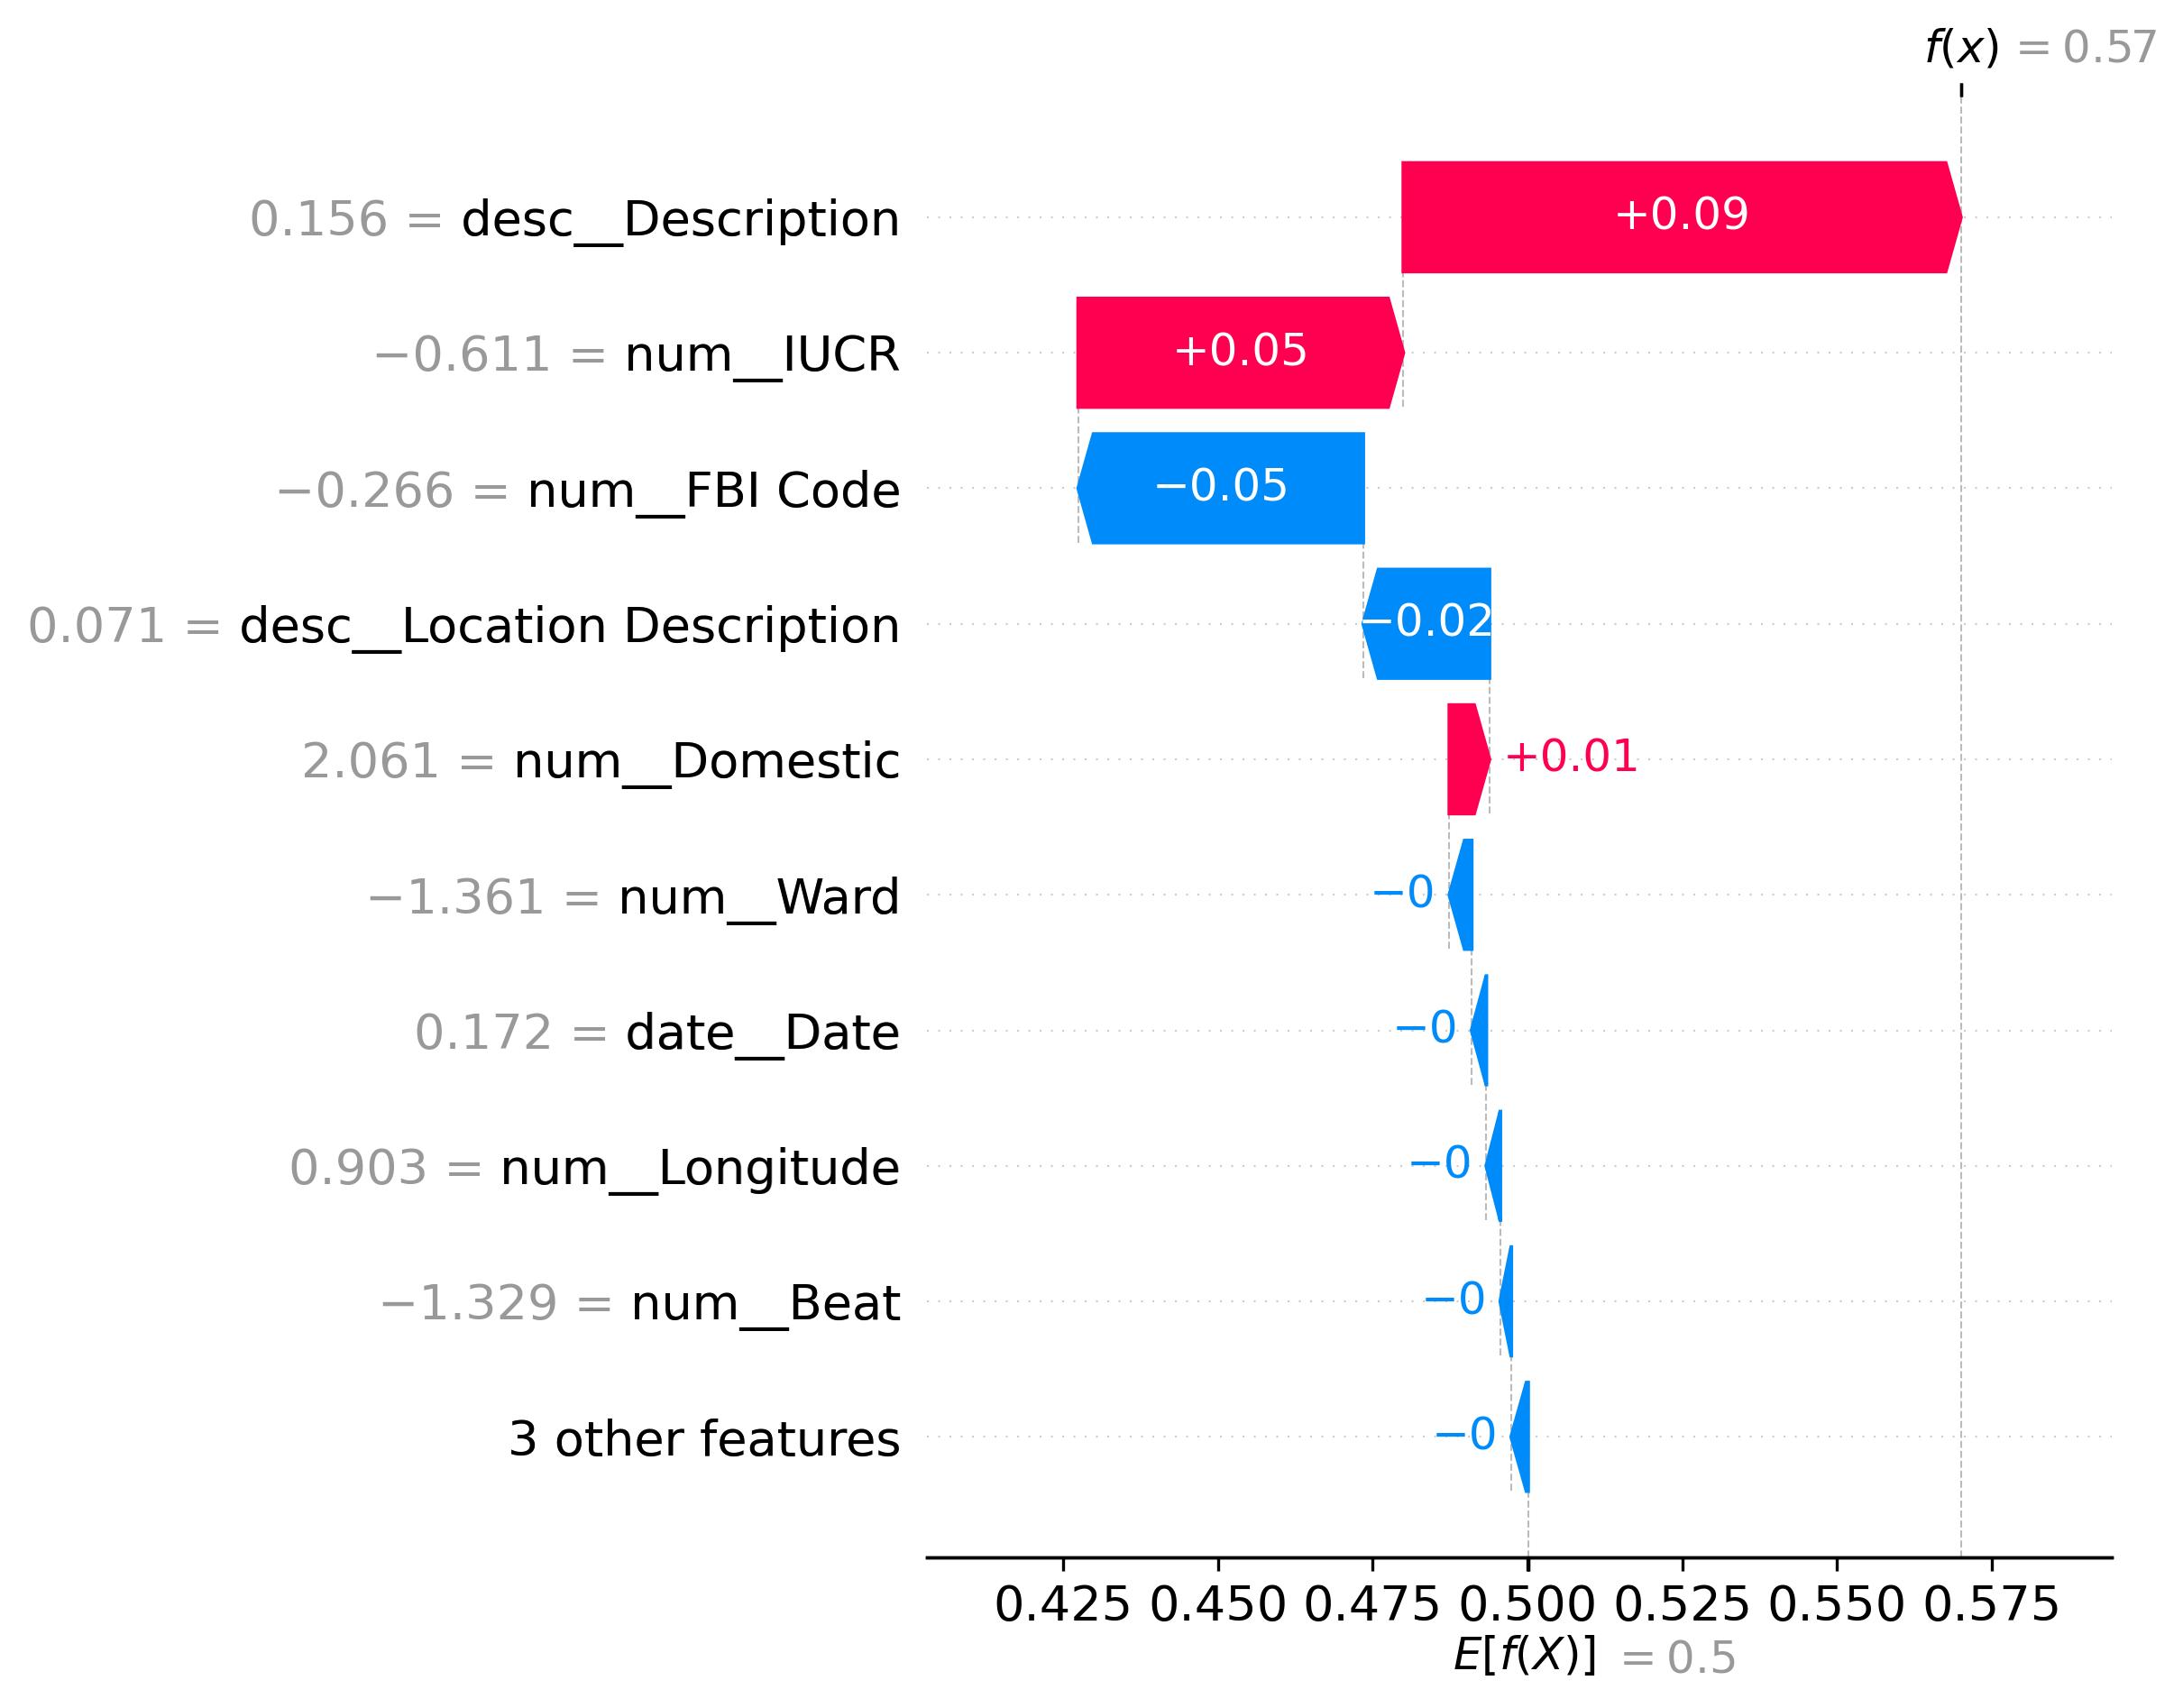 f(x) = 0.57
0.156 = desc__Description +0.09
−0.611 = num__IUCR +0.05
−0.266 = num__FBI Code −0.05
0.071 = desc__Location Description −0.02
2.061 = num__Domestic +0.01
−1.361 = num__Ward −0
0.172 = date__Date −0
0.903 = num__Longitude −0
−1.329 = num__Beat −0
3 other features −0
0.425 0.450 0.475 0.500 0.525 0.550 0.575
E[f(X)] = 0.5